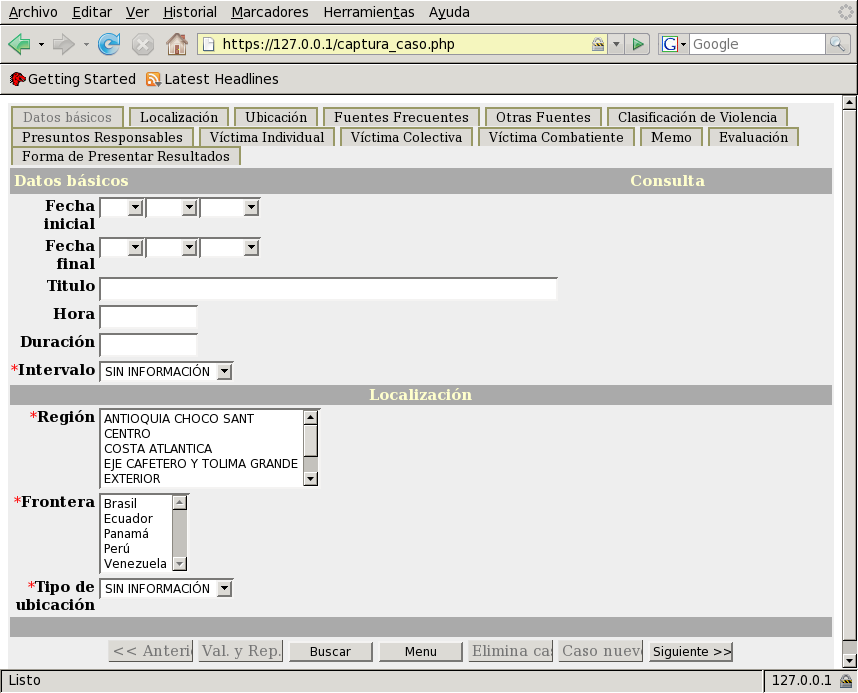 Archivo Editar Ver Historial Marcadores Herramientas Ayuda
https://127.0.0.1/captura_caso.php G Google
Getting Started Latest Headlines
Datos básicos Localización Ubicación Fuentes Frecuentes Otras Fuentes Clasificación de Violencia
Presuntos Responsables Víctima Individual Víctima Colectiva Víctima Combatiente Memo Evaluación
Forma de Presentar Resultados
Datos básicos Consulta
Fecha
inicial
Fecha
final
Titulo
Hora
Duración
*Intervalo SIN INFORMACIÓN
Localización
*Región
ANTIOQUIA CHOCO SANT
CENTRO
COSTA ATLANTICA
EJE CAFETERO Y TOLIMA GRANDE
EXTERIOR
*Frontera
Brasil
Ecuador
Panamá
Perú
Venezuela
*Tipo de
ubicación
SIN INFORMACIÓN
<< Anteri Val. y Rep. Buscar Menu Elimina cas Caso nuevo Siguiente >>
Listo 127.0.0.1